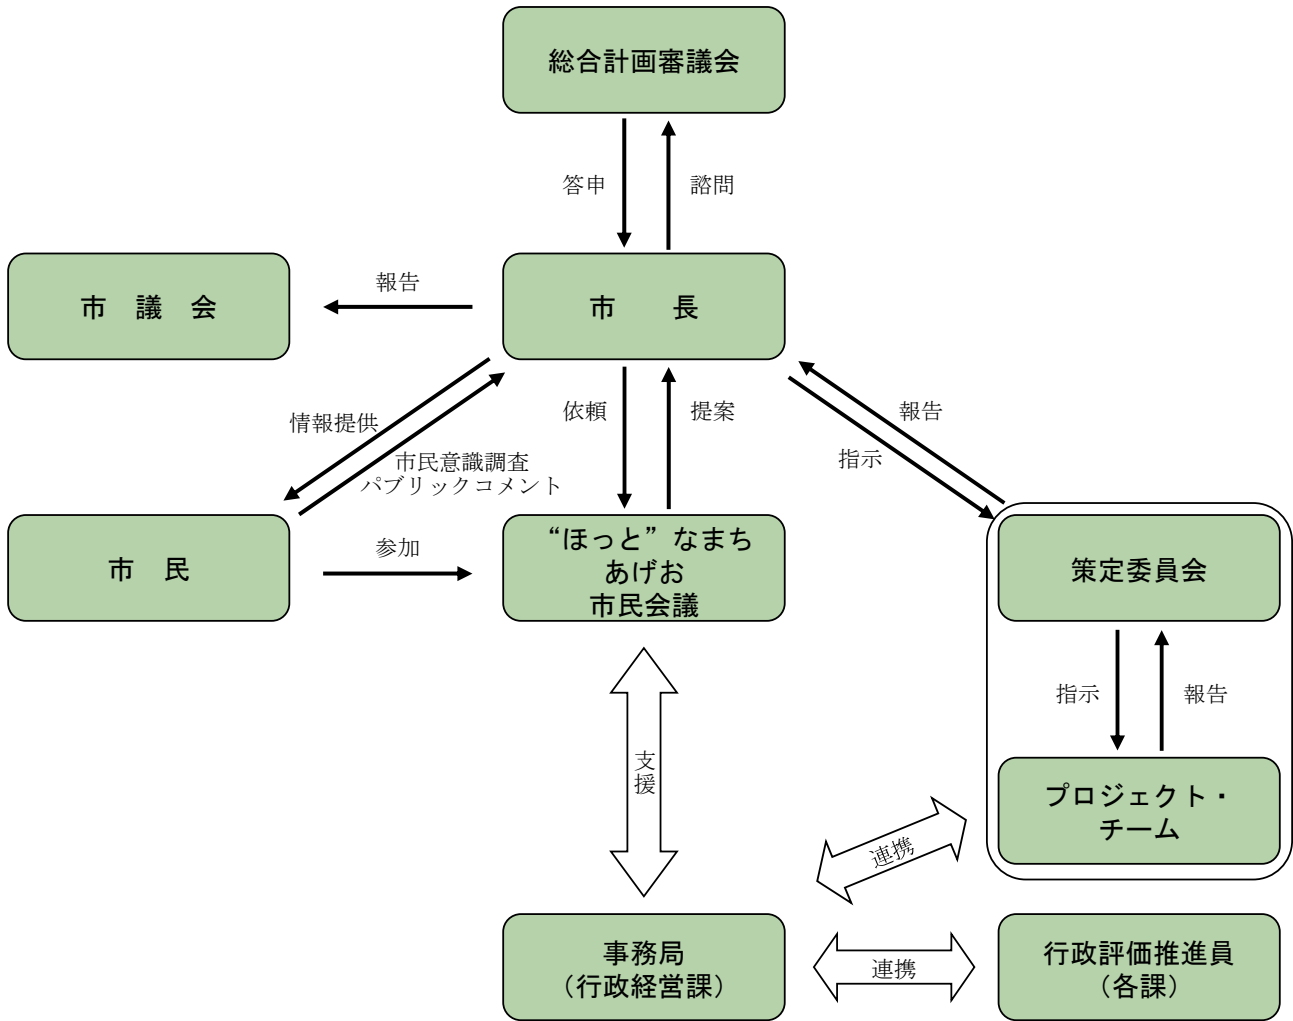 総合計画審議会
答申
諮問
市　議　会
報告
市　　長
情報提供
市民意識調査
パブリックコメント
依頼
提案
報告
指示
市　民
参加
“ほっと”なまち
あげお
市民会議
策定委員会
指示
報告
支援
プロジェクト・
チーム
連携
事務局
（行政経営課）
連携
行政評価推進員
（各課）